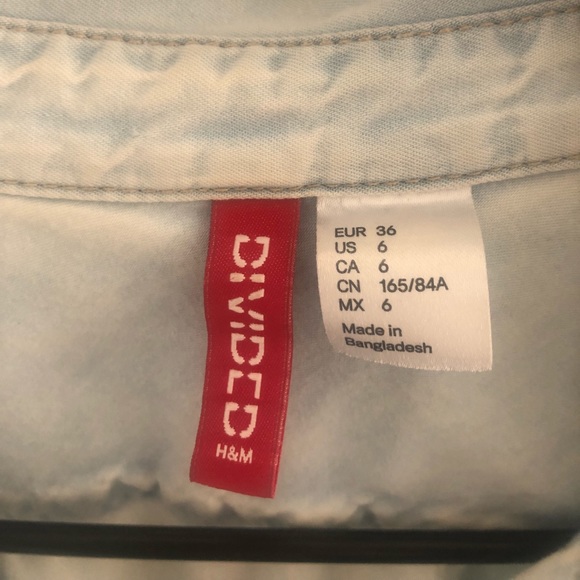 DIVIDED
H&M
EUR 36
US 6
CA 6
CN 165/84A
MX 6
Made in
Bangladesh